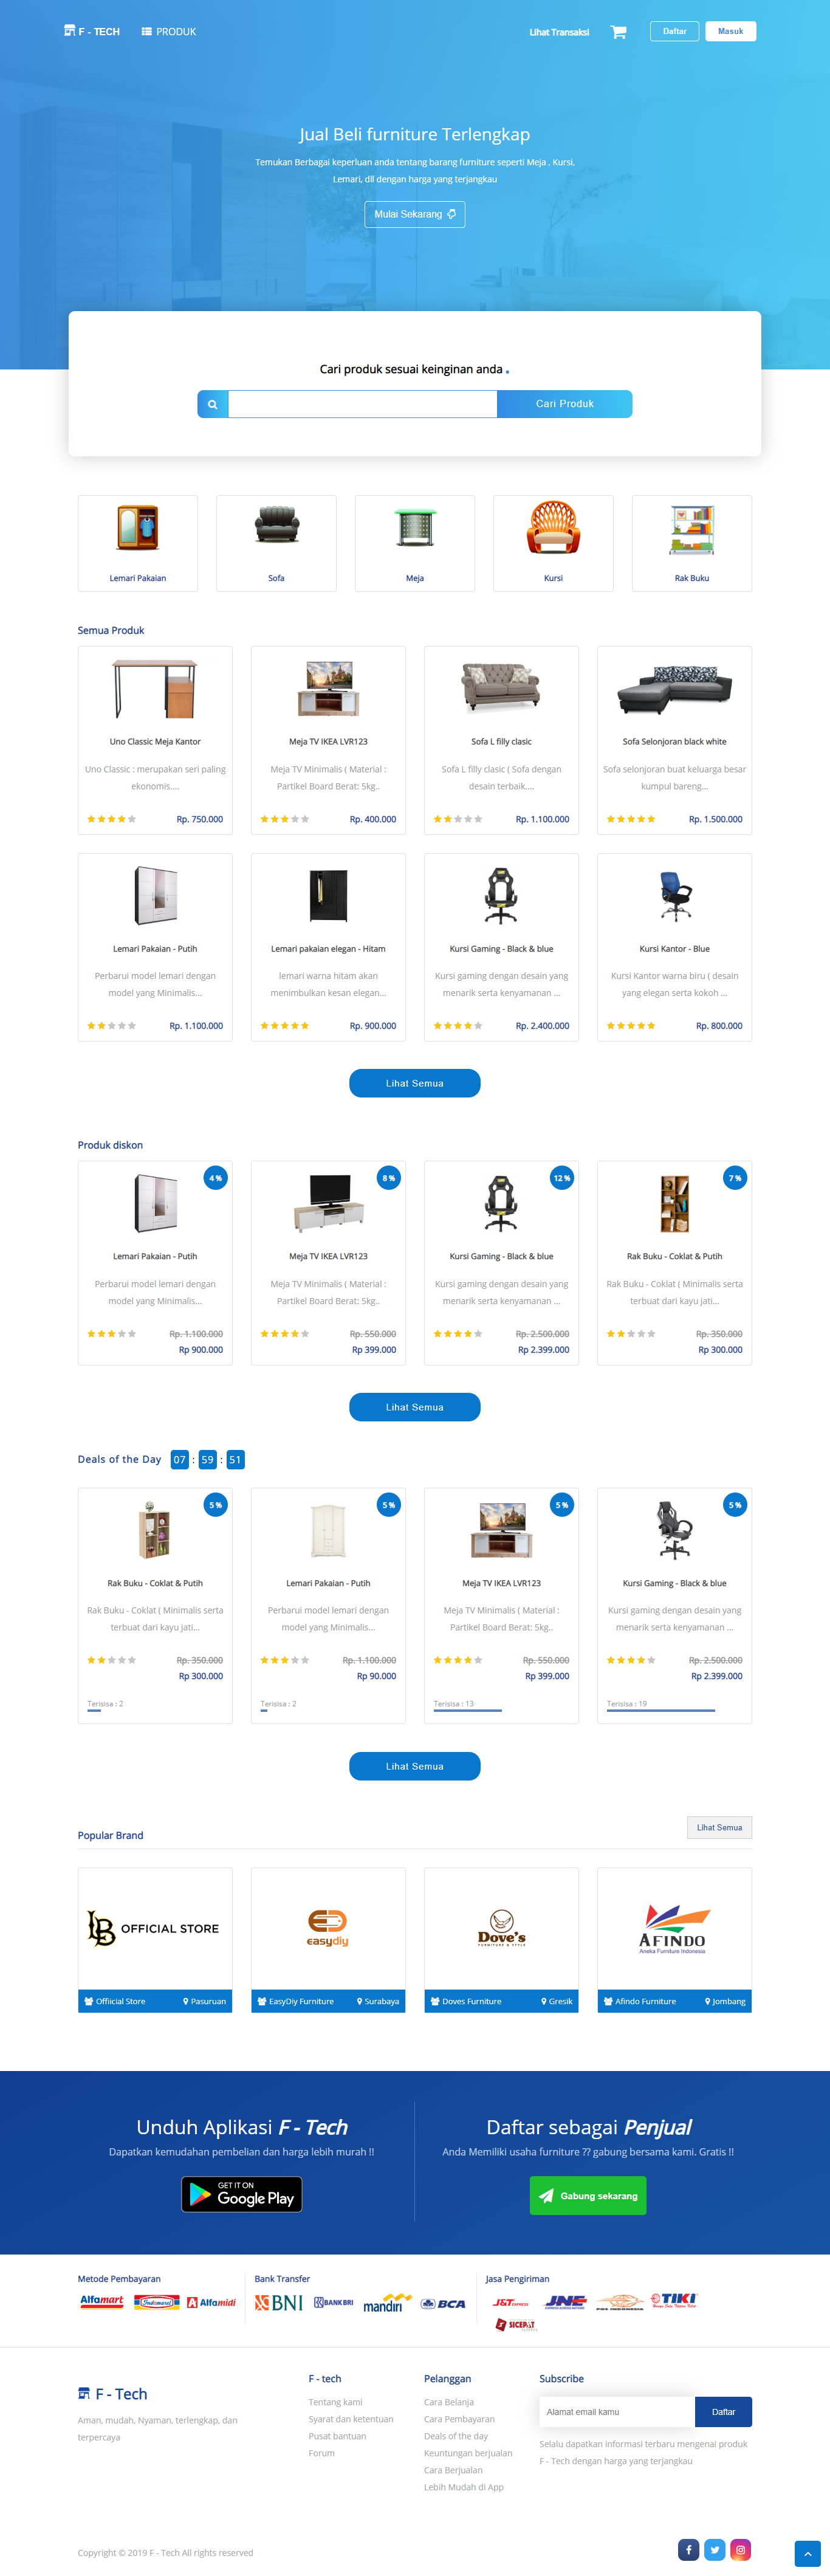 F - TECH PRODUK Lihat Transaksi Daftar Masuk
Jual Beli furniture Terlengkap
Temukan Berbagai keperluan anda tentang barang furniture seperti Meja , Kursi,
Lemari, dll dengan harga yang terjangkau
Mulai Sekarang
Cari produk sesuai keinginan anda .
Cari Produk
Lemari Pakaian Sofa Meja Kursi Rak Buku
Semua Produk
Uno Classic Meja Kantor
Uno Classic : merupakan seri paling
ekonomis....
Rp. 750.000
Meja TV IKEA LVR123
Meja TV Minimalis ( Material :
Partikel Board Berat: 5kg..
Rp. 400.000
Sofa L filly clasic
Sofa L filly clasic ( Sofa dengan
desain terbaik....
Rp. 1.100.000
Sofa Selonjoran black white
Sofa selonjoran buat keluarga besar
kumpul bareng...
Rp. 1.500.000
Lemari Pakaian - Putih
Perbarui model lemari dengan
model yang Minimalis...
Rp. 1.100.000
Lemari pakaian elegan - Hitam
lemari warna hitam akan
menimbulkan kesan elegan...
Rp. 900.000
Kursi Gaming - Black & blue
Kursi gaming dengan desain yang
menarik serta kenyamanan ...
Rp. 2.400.000
Kursi Kantor - Blue
Kursi Kantor warna biru ( desain
yang elegan serta kokoh ...
Rp. 800.000
Lihat Semua
Produk diskon
4 %
Lemari Pakaian - Putih
Perbarui model lemari dengan
model yang Minimalis...
Rp. 1.100.000
Rp 900.000
8 %
Meja TV IKEA LVR123
Meja TV Minimalis ( Material :
Partikel Board Berat: 5kg..
Rp. 550.000
Rp 399.000
12 %
Kursi Gaming - Black & blue
Kursi gaming dengan desain yang
menarik serta kenyamanan ...
Rp. 2.500.000
Rp 2.399.000
7 %
Rak Buku - Coklat & Putih
Rak Buku - Coklat ( Minimalis serta
terbuat dari kayu jati...
Rp. 350.000
Rp 300.000
Lihat Semua
Deals of the Day 07 : 59 : 51
5 %
Rak Buku - Coklat & Putih
Rak Buku - Coklat ( Minimalis serta
terbuat dari kayu jati...
Rp. 350.000
Rp 300.000
Terisisa : 2
5 %
Lemari Pakaian - Putih
Perbarui model lemari dengan
model yang Minimalis...
Rp. 1.100.000
Rp 90.000
Terisisa : 2
5 %
Meja TV IKEA LVR123
Meja TV Minimalis ( Material :
Partikel Board Berat: 5kg..
Rp. 550.000
Rp 399.000
Terisisa : 13
5 %
Kursi Gaming - Black & blue
Kursi gaming dengan desain yang
menarik serta kenyamanan ...
Rp. 2.500.000
Rp 2.399.000
Terisisa : 19
Lihat Semua
Popular Brand Lihat Semua
LB OFFICIAL STORE
Offiicial Store Pasuruan
easydiy
EasyDiy Furniture Surabaya
Dove's
FURNITURE & STYLE
Doves Furniture Gresik
AFINDO
Aneka Furniture Indonesia
Afindo Furniture Jombang
Unduh Aplikasi F - Tech
Dapatkan kemudahan pembelian dan harga lebih murah !!
GET IT ON
Google Play
Daftar sebagai Penjual
Anda Memiliki usaha furniture ?? gabung bersama kami. Gratis !!
Gabung sekarang
Metode Pembayaran
Alfamart Indomaret Alfamidi
Bank Transfer
BNI BANK BRI mandiri BCA
Jasa Pengiriman
J&T EXPRESS JNE POS INDONESIA TIKI
SICEPAT
F - Tech
Aman, mudah, Nyaman, terlengkap, dan
terpercaya
F - tech
Tentang kami
Syarat dan ketentuan
Pusat bantuan
Forum
Pelanggan
Cara Belanja
Cara Pembayaran
Deals of the day
Keuntungan berjualan
Cara Berjualan
Lebih Mudah di App
Subscribe
Alamat email kamu Daftar
Selalu dapatkan informasi terbaru mengenai produk
F - Tech dengan harga yang terjangkau
Copyright © 2019 F - Tech All rights reserved